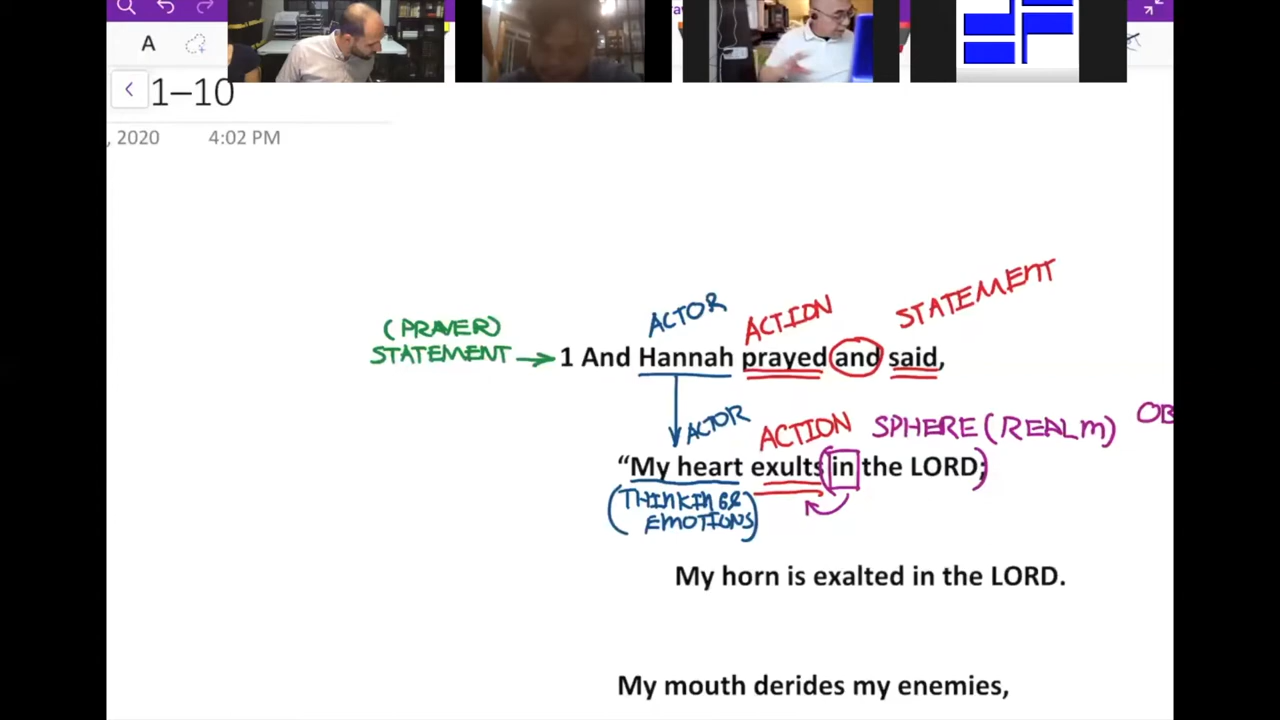 A
1–10
, 2020 4:02 PM
STATEMENT
ACTOR ACTION
(PRAYER)
STATEMENT
1 And Hannah prayed and said,
ACTOR ACTION SPHERE (REALM) OB
“My heart exults in the LORD;
(THINKING &
EMOTIONS)
My horn is exalted in the LORD.
My mouth derides my enemies,